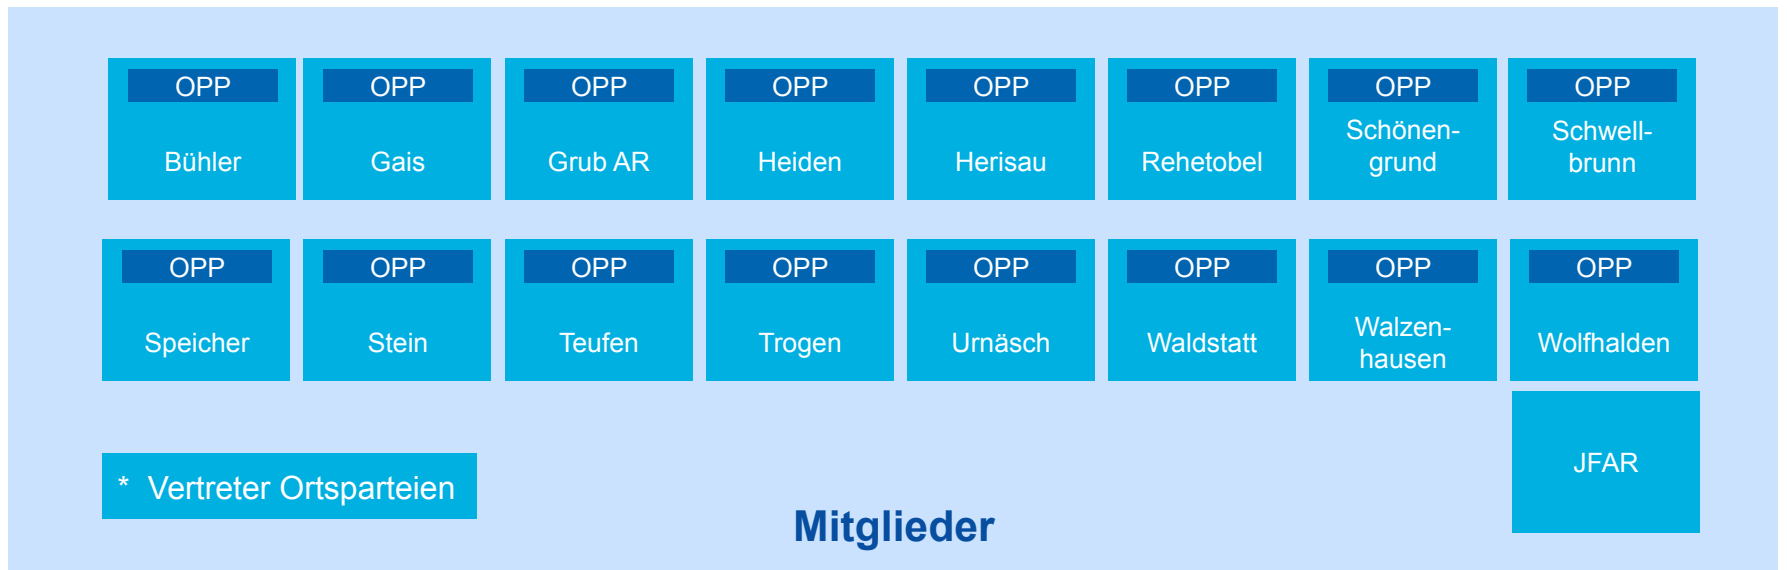 OPP
Bühler
OPP
Gais
OPP
Grub AR
OPP
Heiden
OPP
Herisau
OPP
Rehetobel
OPP
Schönen-
grund
OPP
Schwell-
brunn
OPP
Speicher
OPP
Stein
OPP
Teufen
OPP
Trogen
OPP
Urnäsch
OPP
Waldstatt
OPP
Walzen-
hausen
OPP
Wolfhalden
JFAR
* Vertreter Ortsparteien
Mitglieder